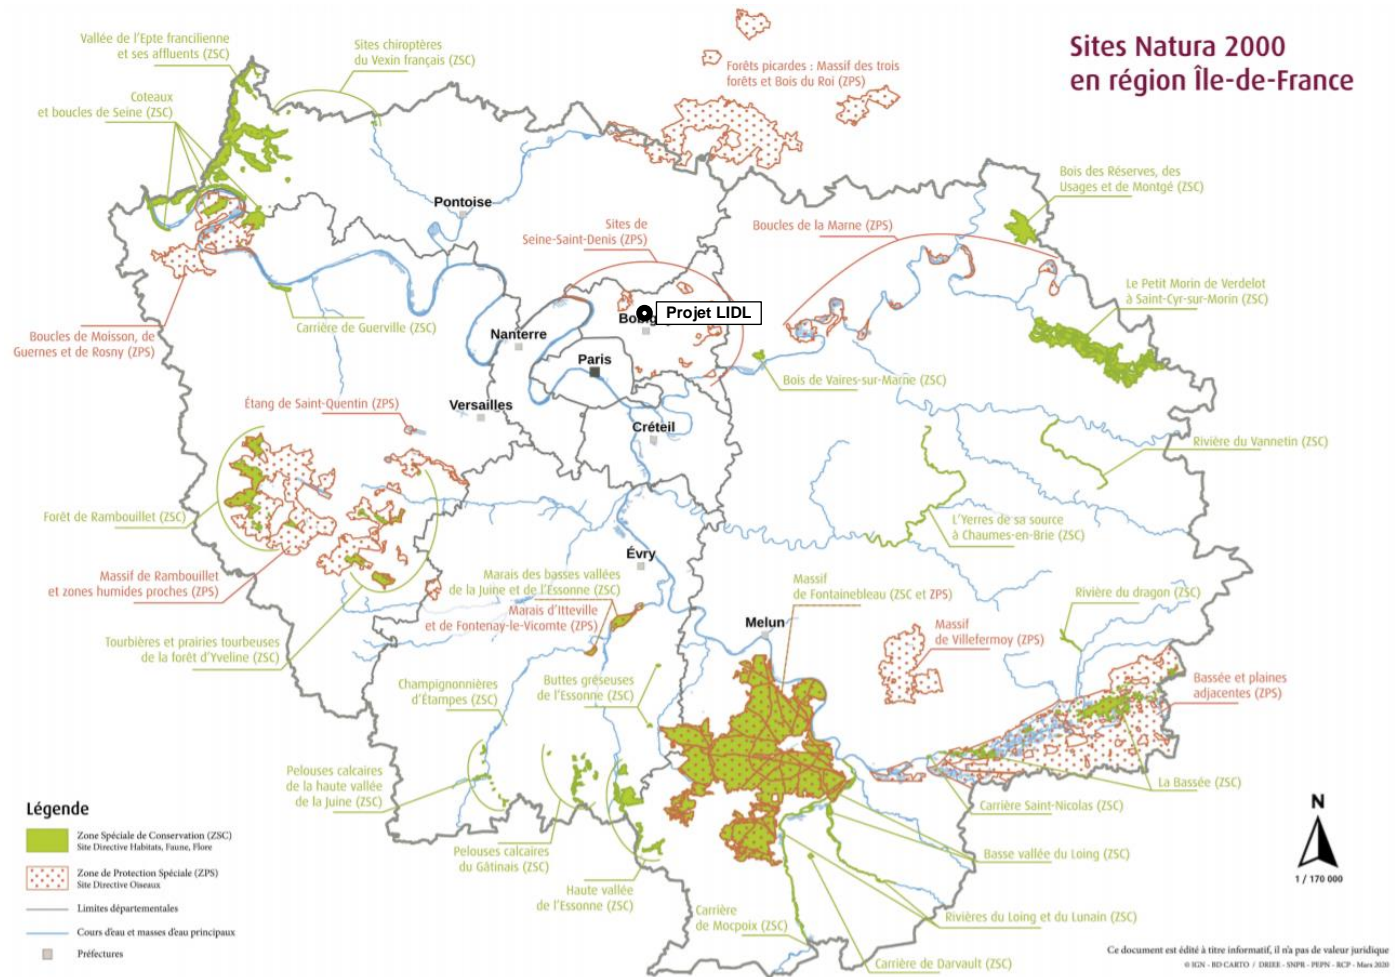 Sites Natura 2000
en région Île-de-France
Vallée de l'Epte francilienne
et ses affluents (ZSC)
Sites chiroptères
du Vexin français (ZSC)
Forêts picardes : Massif des trois
forêts et Bois du Roi (ZPS)
Coteaux
et boucles de Seine (ZSC)
Bois des Réserves, des
Usages et de Montgé (ZSC)
Pontoise
Sites de
Seine-Saint-Denis (ZPS)
Boucles de la Marne (ZPS)
Le Petit Morin de Verdelot
à Saint-Cyr-sur-Morin (ZSC)
Projet LIDL
Carrière de Guerville (ZSC)
Boucles de Moisson, de
Guernes et de Rosny (ZPS)
Nanterre
Paris
Bois de Vaires-sur-Marne (ZSC)
Étang de Saint-Quentin (ZPS)
Versailles
Créteil
Rivière du Vannetin (ZSC)
Forêt de Rambouillet (ZSC)
L'Yerres de sa source
à Chaumes-en-Brie (ZSC)
Évry
Massif de Rambouillet
et zones humides proches (ZPS)
Marais des basses vallées
de la Juine et de l'Essonne (ZSC)
Marais d'Itteville
et de Fontenay-le-Vicomte (ZPS)
Massif
de Fontainebleau (ZSC et ZPS)
Rivière du dragon (ZSC)
Melun
Massif
de Villefermoy (ZPS)
Tourbières et prairies tourbeuses
de la forêt d'Yveline (ZSC)
Champignonnières
d'Étampes (ZSC)
Buttes gréseuses
de l'Essonne (ZSC)
Bassée et plaines
adjacentes (ZPS)
Pelouses calcaires
de la haute vallée
de la Juine (ZSC)
La Bassée (ZSC)
Carrière Saint-Nicolas (ZSC)
Pelouses calcaires
du Gâtinais (ZSC)
Basse vallée du Loing (ZSC)
Haute vallée
de l'Essonne (ZSC)
Carrière
de Mocpoix (ZSC)
Rivières du Loing et du Lunain (ZSC)
Carrière de Darvault (ZSC)
Légende
Zone Spéciale de Conservation (ZSC)
Site Directive Habitats, Faune, Flore
Zone de Protection Spéciale (ZPS)
Site Directive Oiseaux
Limites départementales
Cours d'eau et masses d'eau principaux
Préfectures
N
1 / 170 000
Ce document est édité à titre informatif, il n'a pas de valeur juridique
© IGN - BD CARTO / DRIEE - SNPR - PEPN - RCP - Mars 2020